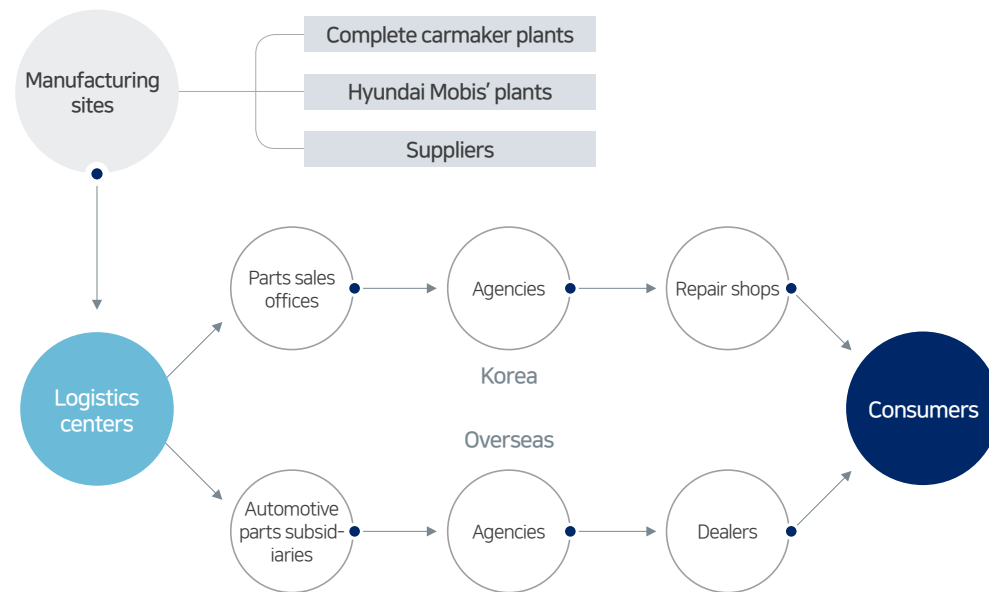 Complete carmaker plants
Manufacturing
sites
Hyundai Mobis’ plants
Suppliers
Parts sales
offices
Agencies
Repair shops
Korea
Logistics
centers
Consumers
Overseas
Automotive
parts subsid-
iaries
Agencies
Dealers